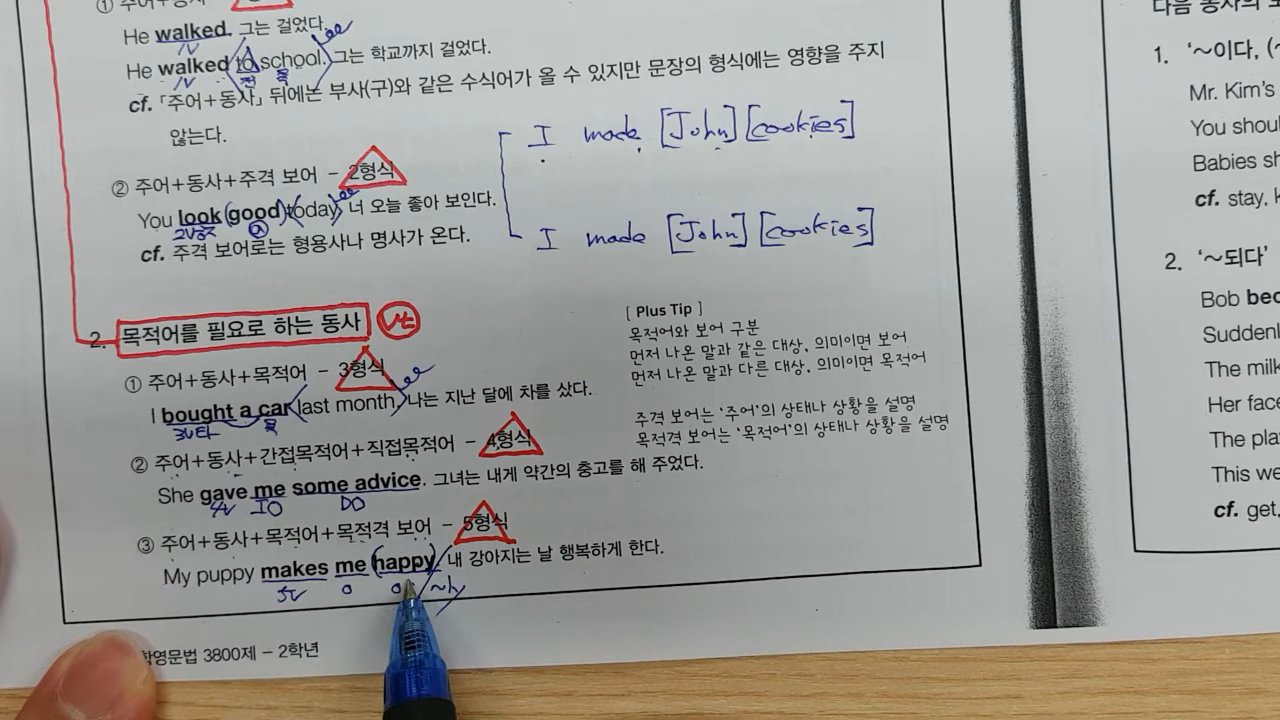 ① 주어+동사
He walked. 그는 걸었다.
He walked to school. 그는 학교까지 걸었다.
cf. 「주어+동사」 뒤에는 부사(구)와 같은 수식어가 올 수 있지만 문장의 형식에는 영향을 주지
않는다.
② 주어+동사+주격 보어 – 2형식
You look good today. 너 오늘 좋아 보인다.
cf. 주격 보어로는 형용사나 명사가 온다.
I made [John] [cookies]
I made [John] [cookies]
2. 목적어를 필요로 하는 동사
① 주어+동사+목적어 – 3형식
I bought a car last month. 나는 지난 달에 차를 샀다.
② 주어+동사+간접목적어+직접목적어 – 4형식
She gave me some advice. 그녀는 내게 약간의 충고를 해 주었다.
4V IO DO
③ 주어+동사+목적어+목적격 보어 – 5형식
My puppy makes me happy. 내 강아지는 날 행복하게 한다.
5V O
[ Plus Tip ]
목적어와 보어 구분
먼저 나온 말과 같은 대상, 의미이면 보어
먼저 나온 말과 다른 대상, 의미이면 목적어
주격 보어는 '주어'의 상태나 상황을 설명
목적격 보어는 '목적어'의 상태나 상황을 설명
학영문법 3800제 – 2학년
다음 동사의
1. '~이다, (~
Mr. Kim's
You shou
Babies sh
cf. stay, k
2. '~되다'
Bob bec
Suddenl
The milk
Her face
The pla
This we
cf. get,